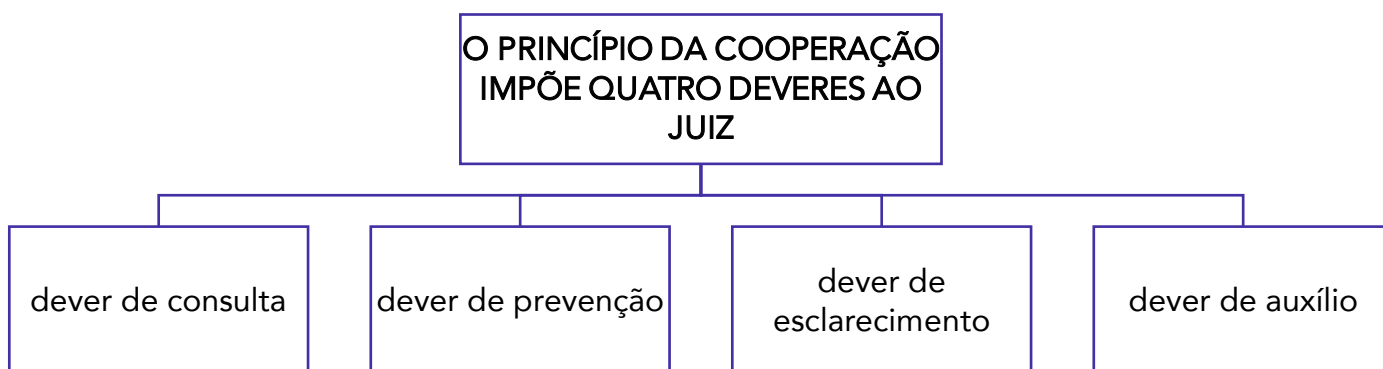 O PRINCÍPIO DA COOPERAÇÃO
IMPÕE QUATRO DEVERES AO
JUIZ
dever de consulta
dever de prevenção
dever de
esclarecimento
dever de auxílio